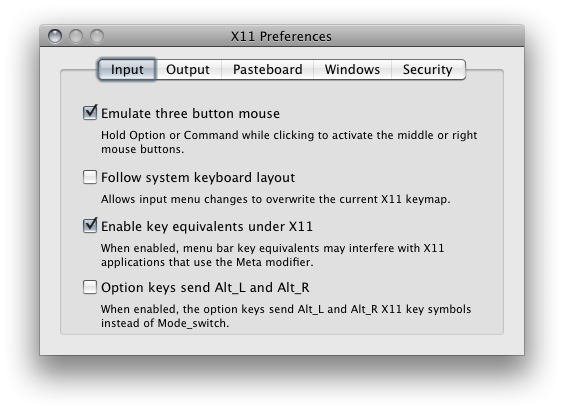 X11 Preferences
Input Output Pasteboard Windows Security
Emulate three button mouse
Hold Option or Command while clicking to activate the middle or right
mouse buttons.
Follow system keyboard layout
Allows input menu changes to overwrite the current X11 keymap.
Enable key equivalents under X11
When enabled, menu bar key equivalents may interfere with X11
applications that use the Meta modifier.
Option keys send Alt_L and Alt_R
When enabled, the option keys send Alt_L and Alt_R X11 key symbols
instead of Mode_switch.